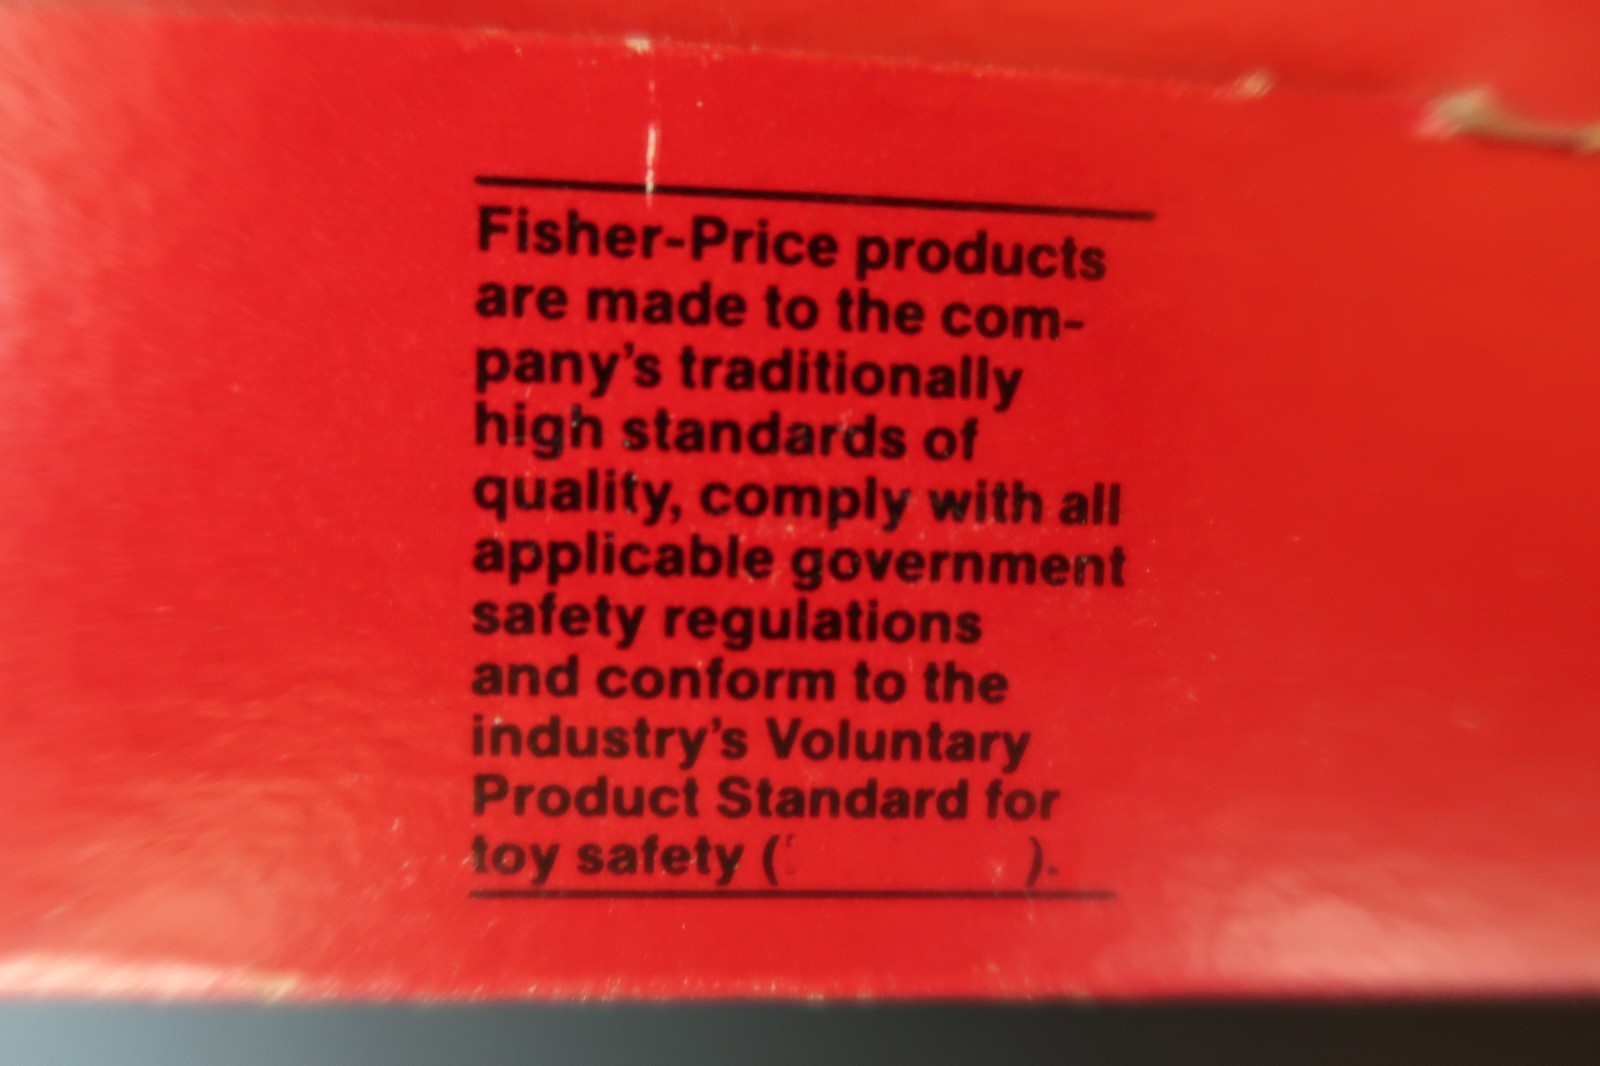 Fisher-Price products
are made to the com-
pany's traditionally
high standards of
quality, comply with all
applicable government
safety regulations
and conform to the
industry's Voluntary
Product Standard for
toy safety ( ).